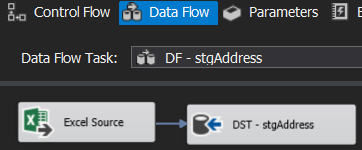 Control Flow Data Flow Parameters
Data Flow Task: DF - stgAddress
Excel Source DST - stgAddress